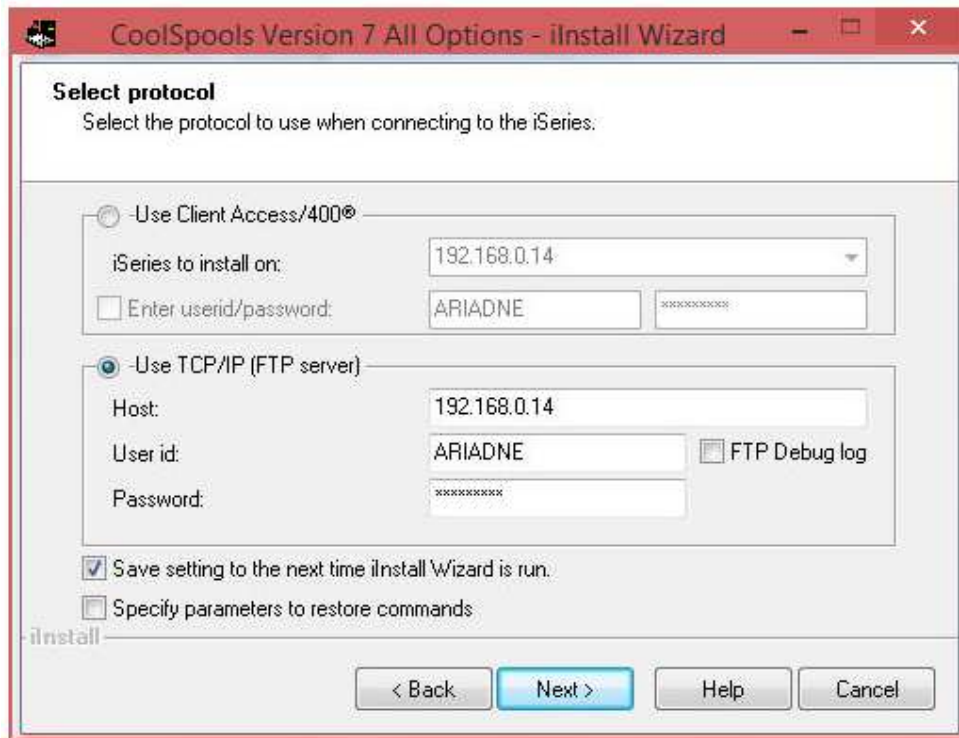 CoolSpools Version 7 All Options - iInstall Wizard
Select protocol
Select the protocol to use when connecting to the iSeries.
-Use Client Access/400®
iSeries to install on: 192.168.0.14
Enter userid/password: ARIADNE *********
-Use TCP/IP (FTP server)
Host: 192.168.0.14
User id: ARIADNE FTP Debug log
Password: *********
Save setting to the next time iInstall Wizard is run.
Specify parameters to restore commands
iInstall
< Back Next > Help Cancel